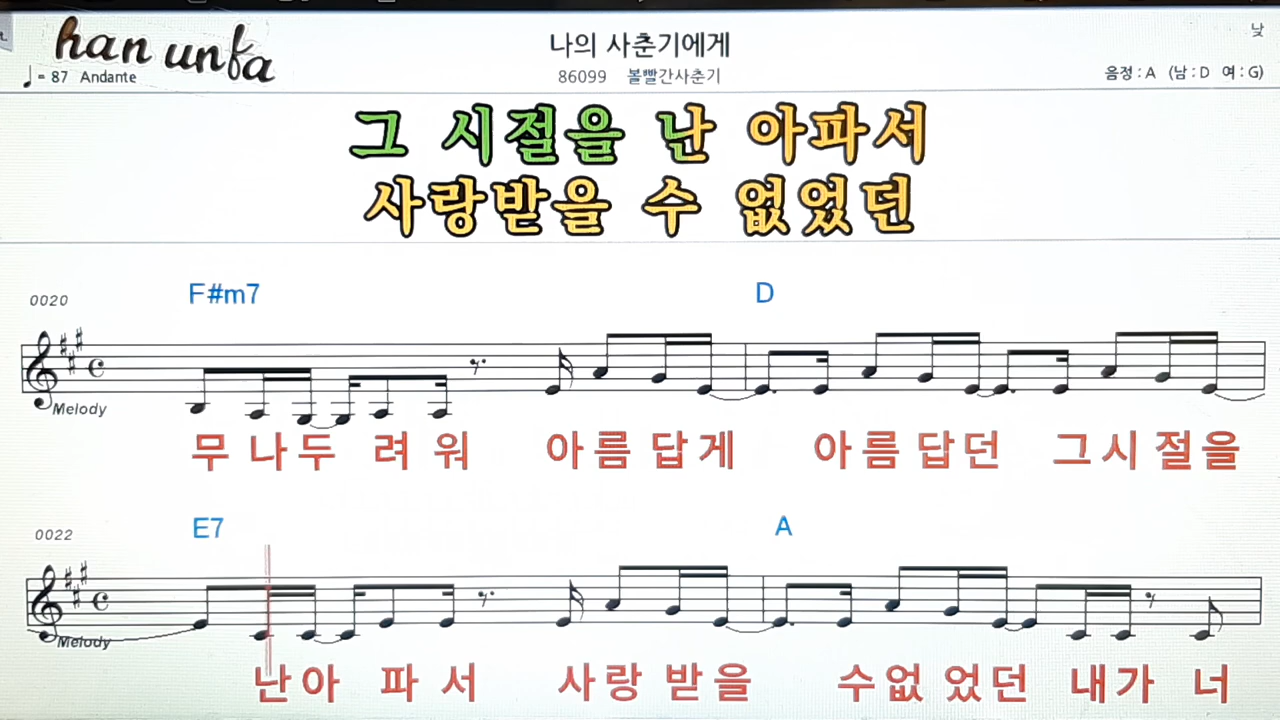 han unfa
나의 사춘기에게
낮
♩= 87 Andante
86099 볼빨간사춘기
음정 : A (남 : D 여 : G)
그 시절을 난 아파서
사랑받을 수 없었던
0020
F#m7 D
Melody
무 나두 려 워 아름 답게 아름 답던 그시 절을
0022
E7 A
Melody
난아 파 서 사랑 받을 수없 었던 내가 너